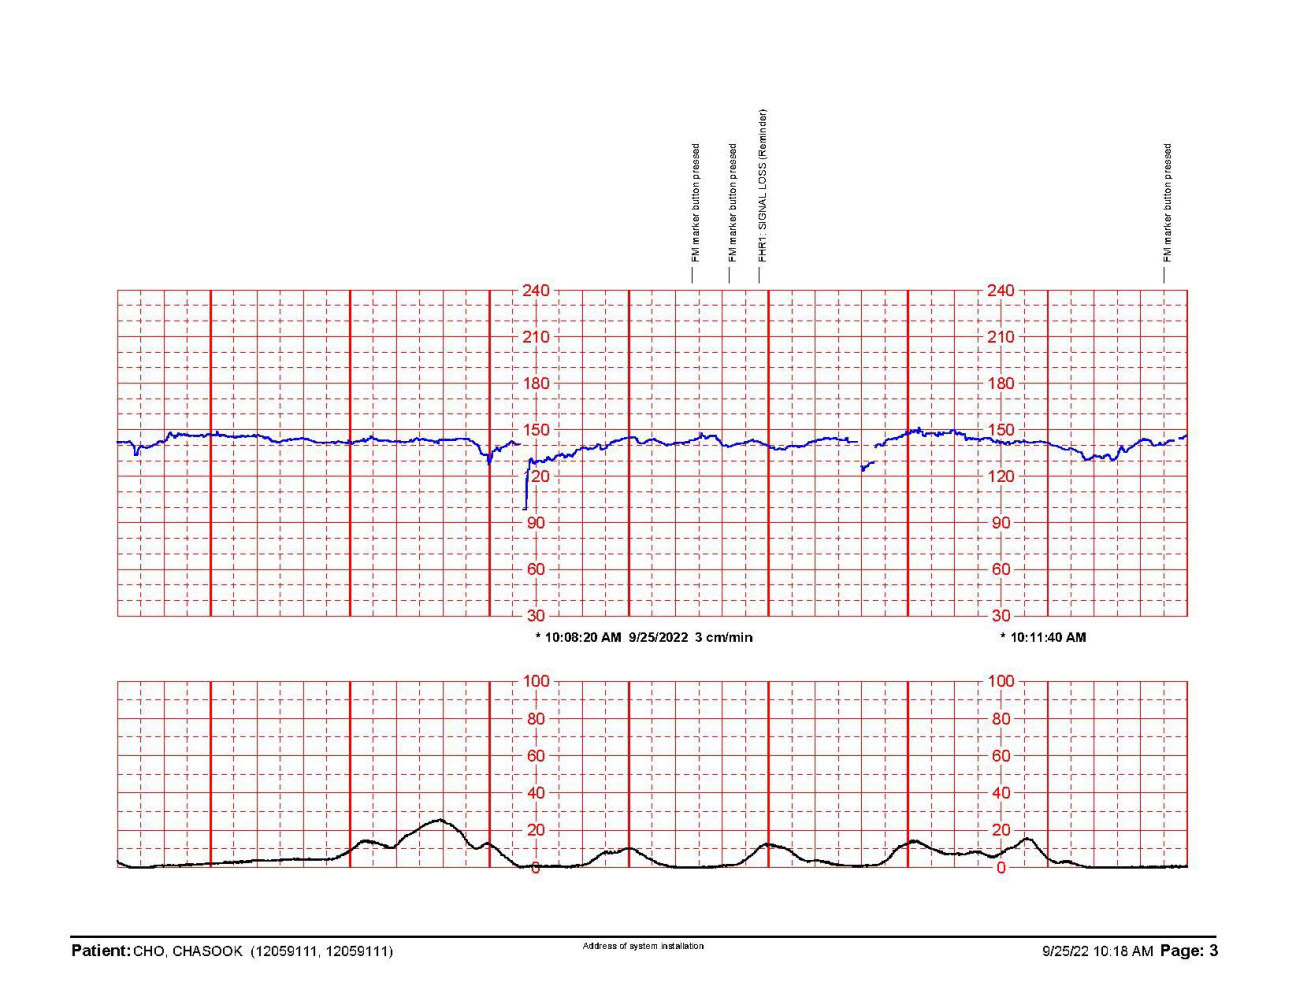 FM marker button pressed
FM marker button pressed
FHR1: SIGNAL LOSS (Reminder)
FM marker button pressed
240 240
210 210
180 180
150 150
120 120
90 90
60 60
30 30
* 10:08:20 AM 9/25/2022 3 cm/min * 10:11:40 AM
100 100
80 80
60 60
40 40
20 20
0 0
Patient: CHO, CHASOOK (12059111, 12059111) Address of system installation 9/25/22 10:18 AM Page: 3